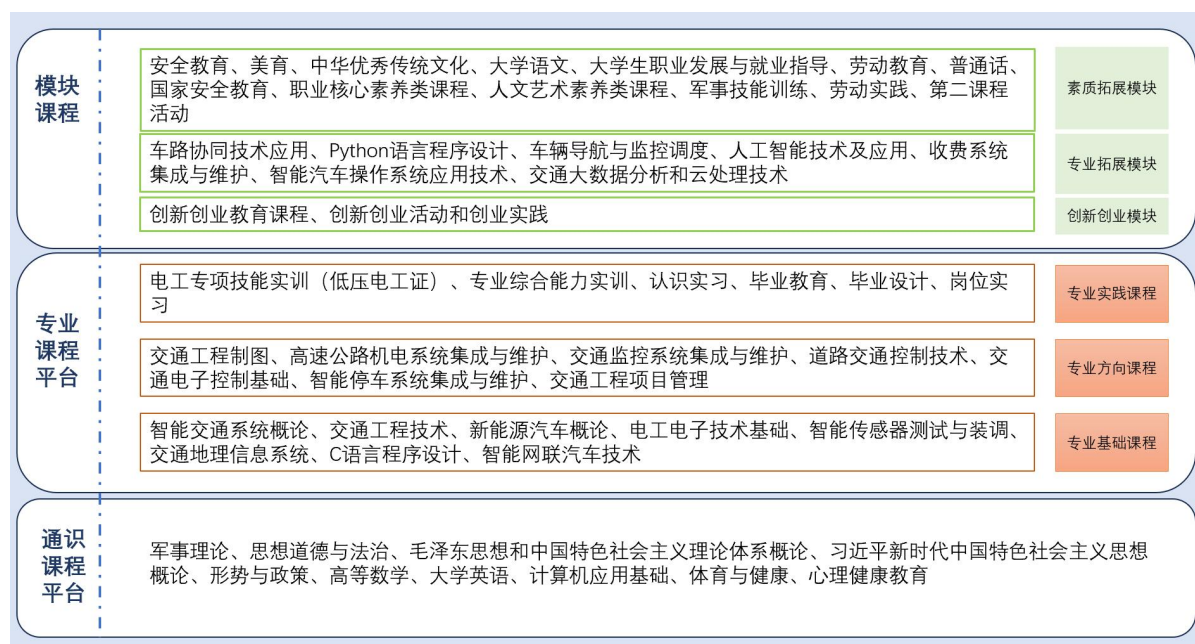 模块
课程
安全教育、美育、中华优秀传统文化、大学语文、大学生职业发展与就业指导、劳动教育、普通话、
国家安全教育、职业核心素养类课程、人文艺术素养类课程、军事技能训练、劳动实践、第二课程
活动
素质拓展模块
车路协同技术应用、Python语言程序设计、车辆导航与监控调度、人工智能技术及应用、收费系统
集成与维护、智能汽车操作系统应用技术、交通大数据分析和云处理技术
专业拓展模块
创新创业教育课程、创新创业活动和创业实践
创新创业模块
专业
课程
平台
电工专项技能实训（低压电工证）、专业综合能力实训、认识实习、毕业教育、毕业设计、岗位实
习
专业实践课程
交通工程制图、高速公路机电系统集成与维护、交通监控系统集成与维护、道路交通控制技术、交
通电子控制基础、智能停车系统集成与维护、交通工程项目管理
专业方向课程
智能交通系统概论、交通工程技术、新能源汽车概论、电工电子技术基础、智能传感器测试与装调、
交通地理信息系统、C语言程序设计、智能网联汽车技术
专业基础课程
通识
课程
平台
军事理论、思想道德与法治、毛泽东思想和中国特色社会主义理论体系概论、习近平新时代中国特色社会主义思想
概论、形势与政策、高等数学、大学英语、计算机应用基础、体育与健康、心理健康教育